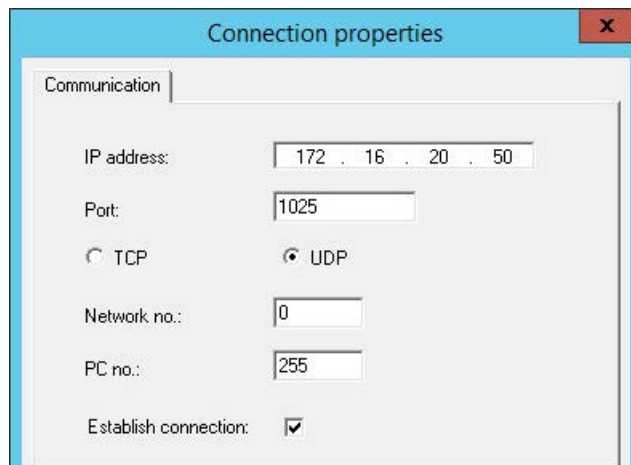 Connection properties
x
Communication
IP address: 172 . 16 . 20 . 50
Port: 1025
TCP UDP
Network no.: 0
PC no.: 255
Establish connection: